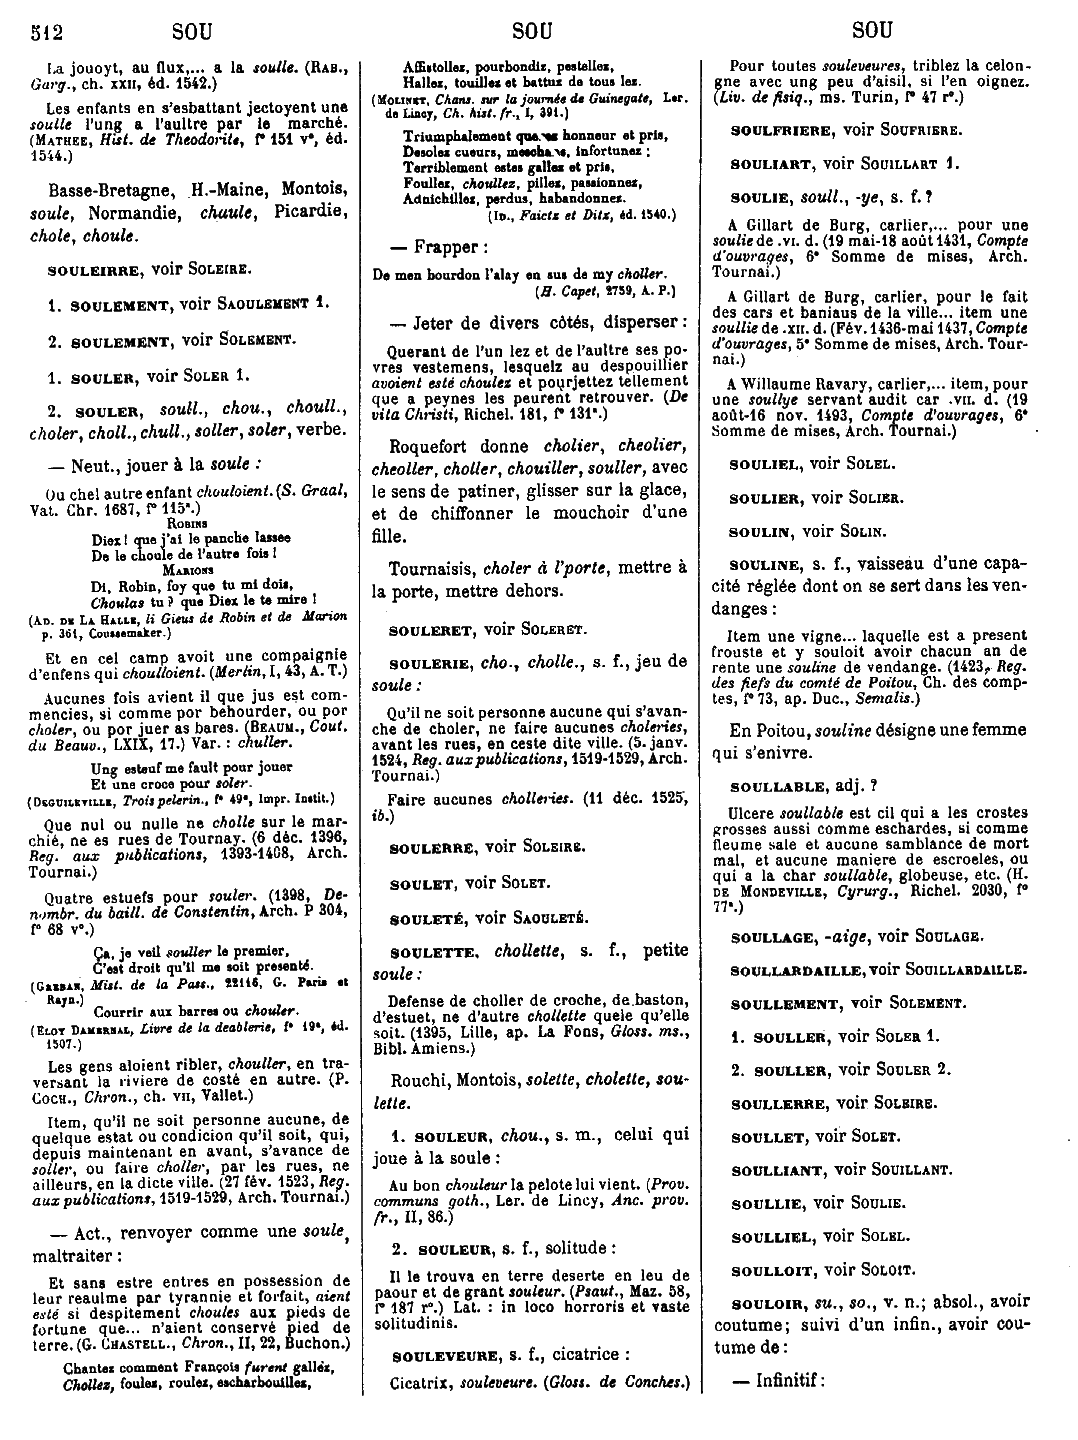 512 SOU SOU SOU
La jouoyt, au flux,... a la soulle. (RAB.,
Garg., ch. XXII, éd. 1542.)
Les enfants en s'esbattant jectoyent une
soulle l'ung a l'aultre par le marché.
(MATHEE, Hist. de Theodorite, f° 151 v°, éd.
1544.)
Basse-Bretagne, H.-Maine, Montois,
soule, Normandie, chaule, Picardie,
chole, choule.
SOULEIRRE, voir SOLEIRE.
1. SOULEMENT, voir SAOULEMENT 1.
2. SOULEMENT, voir SOLEMENT.
1. SOULER, voir SOLER 1.
2. SOULER, soull., chou., choull.,
choler, choll., chull., soller, soler, verbe.
— Neut., jouer à la soule :
Ou chel autre enfant chouloient. (S. Graal,
Vat. Chr. 1687, f° 115ᵃ.)
ROBINS
Diex ! que j'ai le panche lassee
De le choule de l'autre fois !
MARIONS
Di, Robin, foy que tu mi dois,
Choulas tu ? que Diex le te mire !
(AD. DE LA HALLE, li Gieus de Robin et de Marion
p. 361, Coussemaker.)
Et en cel camp avoit une compaignie
d'enfens qui choulloient. (Merlin, I, 43, A. T.)
Aucunes fois avient il que jus est com-
mencies, si comme por behourder, ou por
choler, ou por juer as bares. (BEAUM., Cout.
du Beauv., LXIX, 17.) Var. : chuller.
Ung esteuf me fault pour jouer
Et une croce pour soler.
(DEGUILEVILLE, Trois pelerin., f° 49ᵃ, Impr. Instit.)
Que nul ou nulle ne cholle sur le mar-
chié, ne es rues de Tournay. (6 déc. 1396,
Reg. aux publications, 1393-1408, Arch.
Tournai.)
Quatre estuefs pour souler. (1398, De-
nombr. du baill. de Constentin, Arch. P 304,
f° 68 v°.)
Ça, je veil souller le premier,
C'est droit qu'il me soit presenté.
(GREBAN, Mist. de la Pass., 22116, G. Paris et
Rayn.)
Courrir aux barres ou chouler.
(ELOY DAMERNAL, Livre de la deablerie, f° 19ᵃ, éd.
1507.)
Les gens aloient ribler, chouller, en tra-
versant la riviere de costé en autre. (P.
COCH., Chron., ch. VII, Vallet.)
Item, qu'il ne soit personne aucune, de
quelque estat ou condicion qu'il soit, qui,
depuis maintenant en avant, s'avance de
soller, ou faire choller, par les rues, ne
ailleurs, en la dicte ville. (27 fév. 1523, Reg.
aux publications, 1519-1529, Arch. Tournai.)
— Act., renvoyer comme une soule,
maltraiter :
Et sans estre entres en possession de
leur reaulme par tyrannie et forfait, aient
esté si despitement choules aux pieds de
fortune que... n'aient conservé pied de
terre. (G. CHASTELL., Chron., II, 22, Buchon.)
Chantez comment François furent galléz,
Chollez, foulez, roulez, escharbouillez,
Affistollez, pourbondiz, pestellez,
Hallez, touillez et battuz de tous lez.
(MOLINET, Chans. sur la journée de Guinegate, Ler.
de Lincy, Ch. hist. fr., I, 391.)
Triumphalement querez honneur et pris,
Desolez cueurs, meschans, infortunez ;
Terriblement estes gallez et pris,
Foullez, choullez, pillez, passionnez,
Adnichillez, perdus, habandonnez.
(ID., Faictz et Ditz, éd. 1540.)
— Frapper :
De men bourdon l'alay en sus de my choller.
(H. Capet, 2759, A. P.)
— Jeter de divers côtés, disperser :
Querant de l'un lez et de l'aultre ses po-
vres vestemens, lesquelz au despouillier
avoient esté choulez et pourjettez tellement
que a peynes les peurent retrouver. (De
vita Christi, Richel. 181, f° 131ᵃ.)
Roquefort donne cholier, cheolier,
cheoller, choller, chouiller, souller, avec
le sens de patiner, glisser sur la glace,
et de chiffonner le mouchoir d'une
fille.
Tournaisis, choler à l'porte, mettre à
la porte, mettre dehors.
SOULERET, voir SOLERET.
SOULERIE, cho., cholle., s. f., jeu de
soule :
Qu'il ne soit personne aucune qui s'avan-
che de choler, ne faire aucunes choleries,
avant les rues, en ceste dite ville. (5. janv.
1524, Reg. aux publications, 1519-1529, Arch.
Tournai.)
Faire aucunes cholleries. (11 déc. 1525,
ib.)
SOULERRE, voir SOLEIRE.
SOULET, voir SOLET.
SOULETÉ, voir SAOULETÉ.
SOULETTE, chollette, s. f., petite
soule :
Defense de choller de croche, de baston,
d'estuet, ne d'autre chollette quele qu'elle
soit. (1395, Lille, ap. La Fons, Gloss. ms.,
Bibl. Amiens.)
Rouchi, Montois, solette, cholette, sou-
lette.
1. SOULEUR, chou., s. m., celui qui
joue à la soule :
Au bon chouleur la pelote lui vient. (Prov.
communs goth., Ler. de Lincy, Anc. prov.
fr., II, 86.)
2. SOULEUR, s. f., solitude :
Il le trouva en terre deserte en leu de
paour et de grant souleur. (Psaut., Maz. 58,
f° 187 r°.) Lat. : in loco horroris et vaste
solitudinis.
SOULEVEURE, s. f., cicatrice :
Cicatrix, souleveure. (Gloss. de Conches.)
Pour toutes souleveures, triblez la celon-
gne avec ung peu d'aisil, si l'en oignez.
(Liv. de fisiq., ms. Turin, f° 47 r°.)
SOULFRIERE, voir SOUFRIERE.
SOULIART, voir SOUILLART 1.
SOULIE, soull., -ye, s. f. ?
A Gillart de Burg, carlier,... pour une
soulie de .VI. d. (19 mai-18 août 1431, Compte
d'ouvrages, 6ᵉ Somme de mises, Arch.
Tournai.)
A Gillart de Burg, carlier, pour le fait
des cars et baniaus de la ville... item une
soullie de .XII. d. (Fév. 1436-mai 1437, Compte
d'ouvrages, 5ᵉ Somme de mises, Arch. Tour-
nai.)
A Willaume Ravary, carlier,... item, pour
une soullye servant audit car .VII. d. (19
août-16 nov. 1493, Compte d'ouvrages, 6ᵉ
Somme de mises, Arch. Tournai.)
SOULIEL, voir SOLEL.
SOULIER, voir SOLIER.
SOULIN, voir SOLIN.
SOULINE, s. f., vaisseau d'une capa-
cité réglée dont on se sert dans les ven-
danges :
Item une vigne... laquelle est a present
frouste et y souloit avoir chacun an de
rente une souline de vendange. (1423, Reg.
des fiefs du comté de Poitou, Ch. des comp-
tes, f° 73, ap. Duc., Semalis.)
En Poitou, souline désigne une femme
qui s'enivre.
SOULLABLE, adj. ?
Ulcere soullable est cil qui a les crostes
grosses aussi comme eschardes, si comme
fleume sale et aucune samblance de mort
mal, et aucune maniere de escroeles, ou
qui a la char soullable, globeuse, etc. (H.
DE MONDEVILLE, Cyrurg., Richel. 2030, f°
77ᵃ.)
SOULLAGE, -aige, voir SOULAGE.
SOULLARDAILLE, voir SOUILLARDAILLE.
SOULLEMENT, voir SOLEMENT.
1. SOULLER, voir SOLER 1.
2. SOULLER, voir SOULER 2.
SOULLERRE, voir SOLEIRE.
SOULLET, voir SOLET.
SOULLIANT, voir SOUILLANT.
SOULLIE, voir SOULIE.
SOULLIEL, voir SOLEL.
SOULLOIT, voir SOLOIT.
SOULOIR, su., so., v. n.; absol., avoir
coutume; suivi d'un infin., avoir cou-
tume de :
— Infinitif :